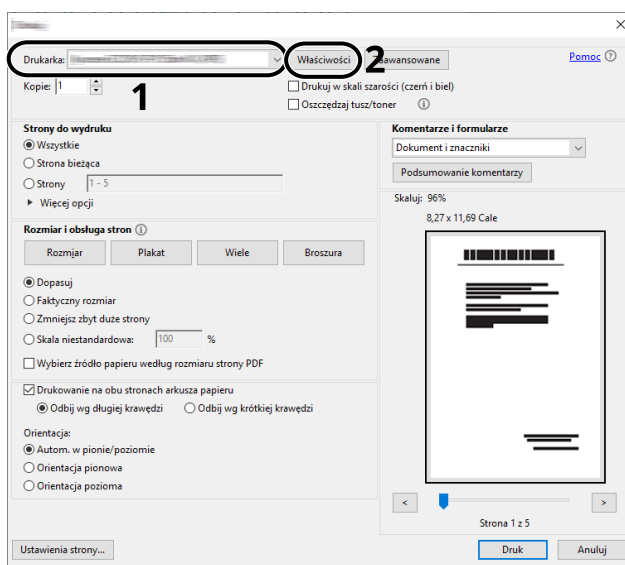 Drukarka:
Właściwości
2
Zaawansowane
Pomoc
Kopie: 1
1
Drukuj w skali szarości (czerń i biel)
Oszczędzaj tusz/toner
Strony do wydruku
Wszystkie
Strona bieżąca
Strony 1 - 5
Więcej opcji
Rozmiar i obsługa stron
Rozmiar
Plakat
Wiele
Broszura
Dopasuj
Faktyczny rozmiar
Zmniejsz zbyt duże strony
Skala niestandardowa: 100 %
Wybierz źródło papieru według rozmiaru strony PDF
Drukowanie na obu stronach arkusza papieru
Odbij wg długiej krawędzi
Odbij wg krótkiej krawędzi
Orientacja:
Autom. w pionie/poziomie
Orientacja pionowa
Orientacja pozioma
Komentarze i formularze
Dokument i znaczniki
Podsumowanie komentarzy
Skaluj: 96%
8,27 x 11,69 Cale
<
>
Strona 1 z 5
Ustawienia strony...
Druk
Anuluj